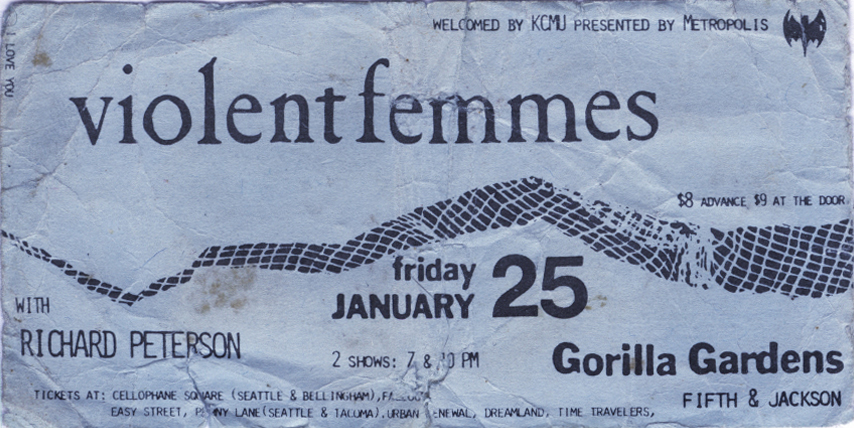 I LOVE YOU
WELCOMED BY KCMU PRESENTED BY METROPOLIS
violent femmes
$8 ADVANCE $9 AT THE DOOR
friday
JANUARY 25
WITH
RICHARD PETERSON
2 SHOWS: 7 & 10 PM
Gorilla Gardens
FIFTH & JACKSON
TICKETS AT: CELLOPHANE SQUARE (SEATTLE & BELLINGHAM),
EASY STREET, PENNY LANE (SEATTLE & TACOMA), URBAN RENEWAL, DREAMLAND, TIME TRAVELERS,